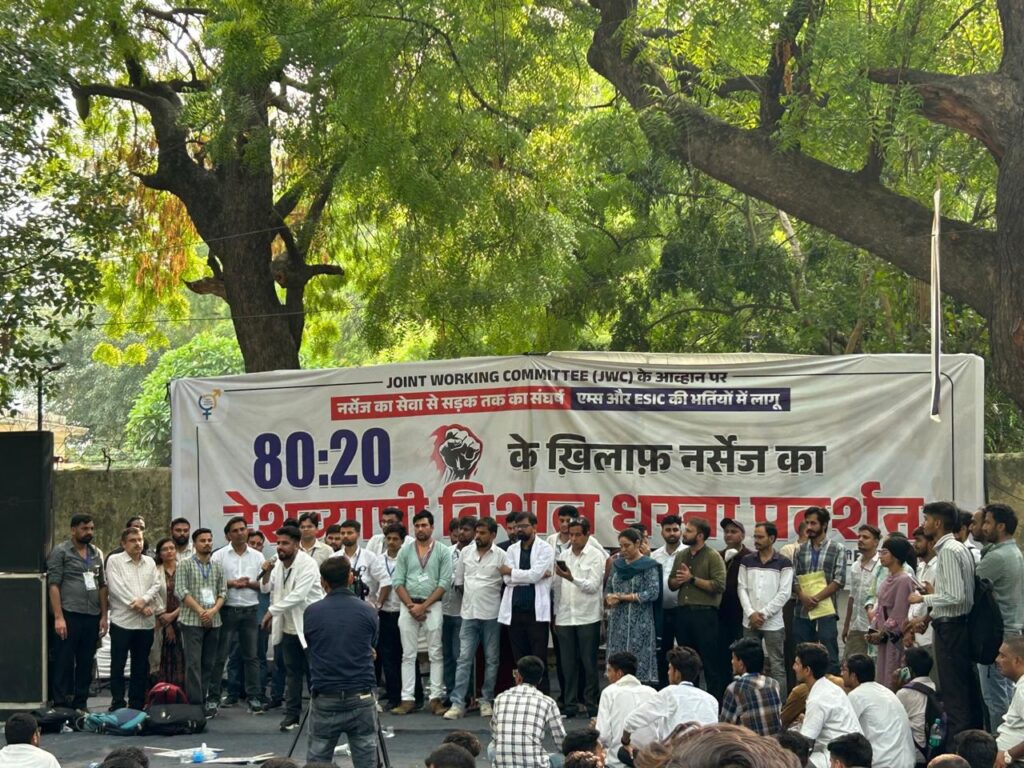 JOINT WORKING COMMITTEE (JWC) के आव्हान पर
नर्सेज का सेवा से सड़क तक का संघर्ष एम्स और ESIC की भर्तियों में लागू
80:20 के ख़िलाफ़ नर्सेज का
देशव्यापी विशाल धरना प्रदर्शन